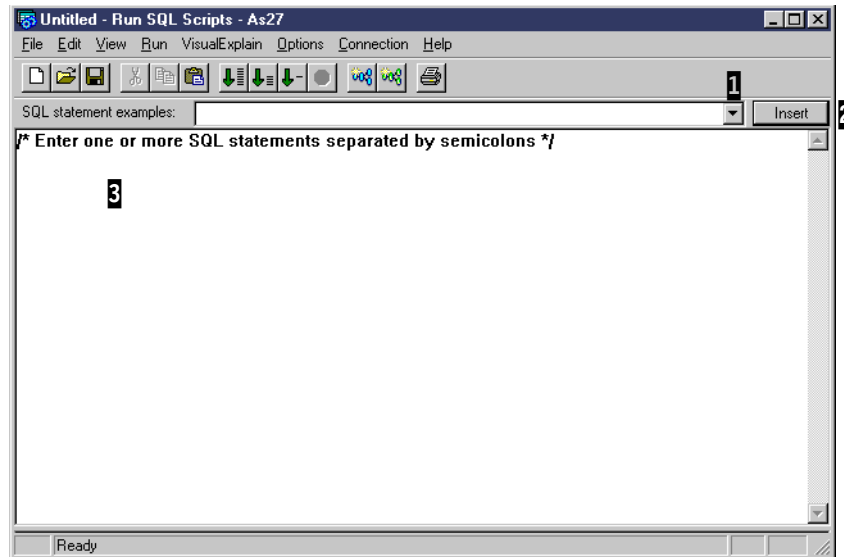 Untitled - Run SQL Scripts - As27
File Edit View Run VisualExplain Options Connection Help
1
SQL statement examples: Insert 2
/* Enter one or more SQL statements separated by semicolons */
3
Ready